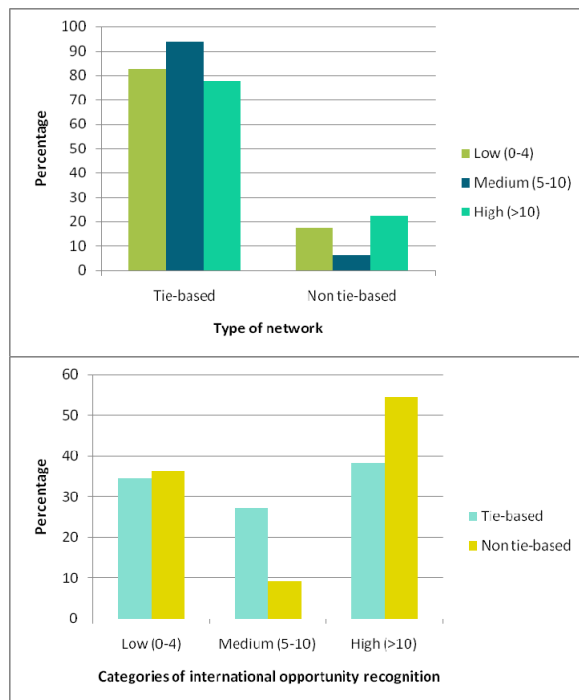 100
90
80
70
60
50
40
30
20
10
0
Percentage
Tie-based
Non tie-based
Type of network
Low (0-4)
Medium (5-10)
High (>10)
60
50
40
30
20
10
0
Percentage
Low (0-4)
Medium (5-10)
High (>10)
Categories of international opportunity recognition
Tie-based
Non tie-based